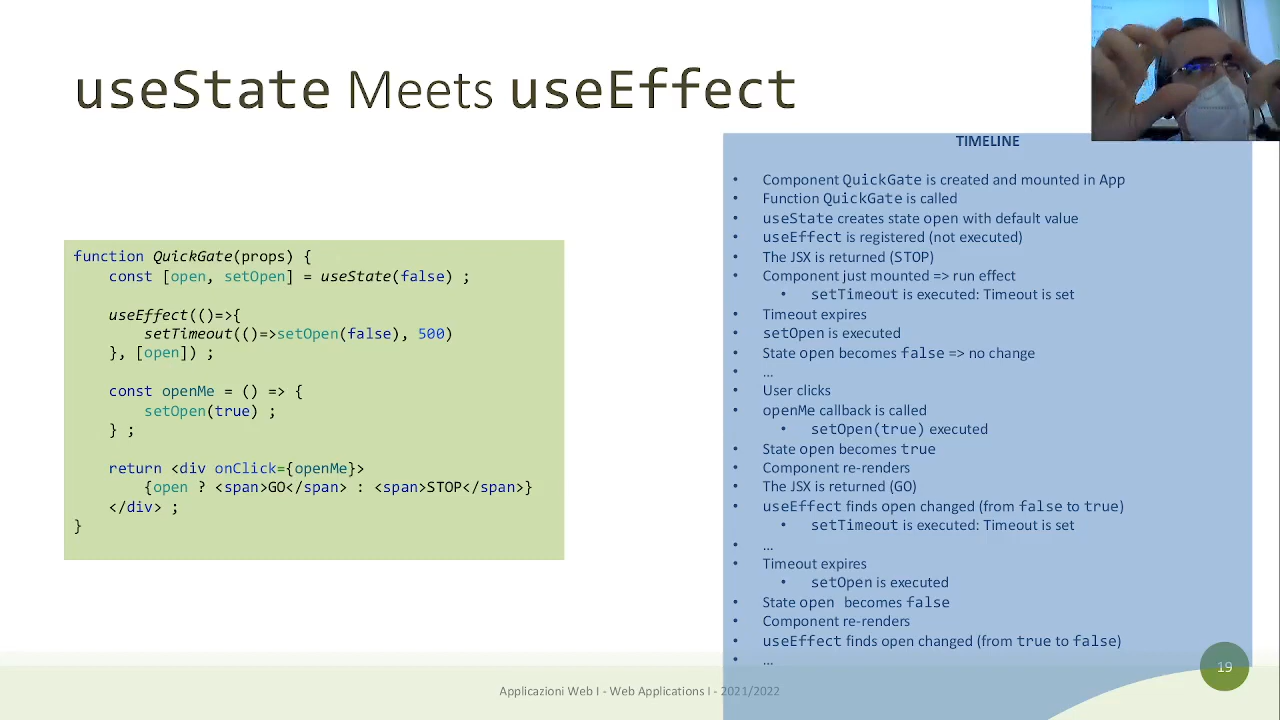 useState Meets useEffect
function QuickGate(props) {
const [open, setOpen] = useState(false) ;
useEffect(()=>{
setTimeout(()=>setOpen(false), 500)
}, [open]) ;
const openMe = () => {
setOpen(true) ;
} ;
return <div onClick={openMe}>
{open ? <span>GO</span> : <span>STOP</span>}
</div> ;
}
TIMELINE
• Component QuickGate is created and mounted in App
• Function QuickGate is called
• useState creates state open with default value
• useEffect is registered (not executed)
• The JSX is returned (STOP)
• Component just mounted => run effect
• setTimeout is executed: Timeout is set
• Timeout expires
• setOpen is executed
• State open becomes false => no change
• ...
• User clicks
• openMe callback is called
• setOpen(true) executed
• State open becomes true
• Component re-renders
• The JSX is returned (GO)
• useEffect finds open changed (from false to true)
• setTimeout is executed: Timeout is set
• ...
• Timeout expires
• setOpen is executed
• State open becomes false
• Component re-renders
• useEffect finds open changed (from true to false)
• ...
Applicazioni Web I - Web Applications I - 2021/2022
19